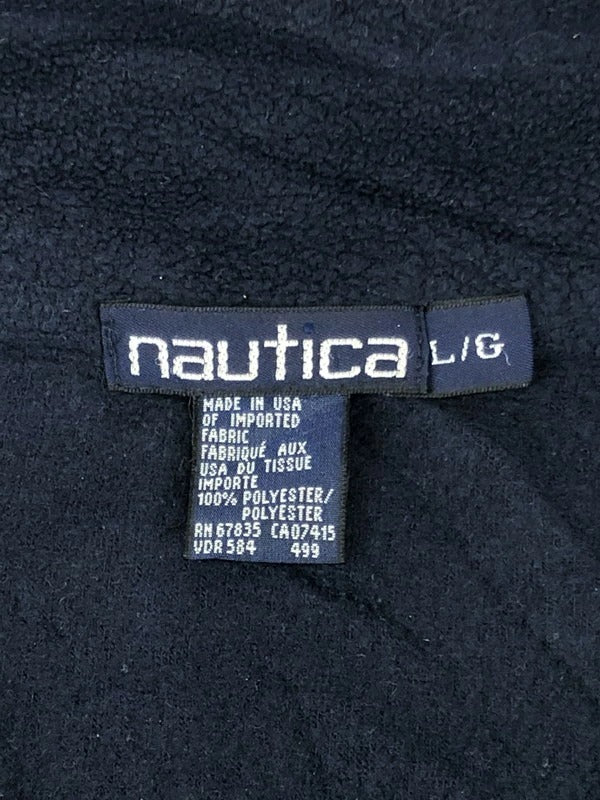 nautica L/G
MADE IN USA
OF IMPORTED
FABRIC
FABRIQUÉ AUX
USA DU TISSUE
IMPORTE
100% POLYESTER/
POLYESTER
RN 67835 CA07415
VDR 584 499